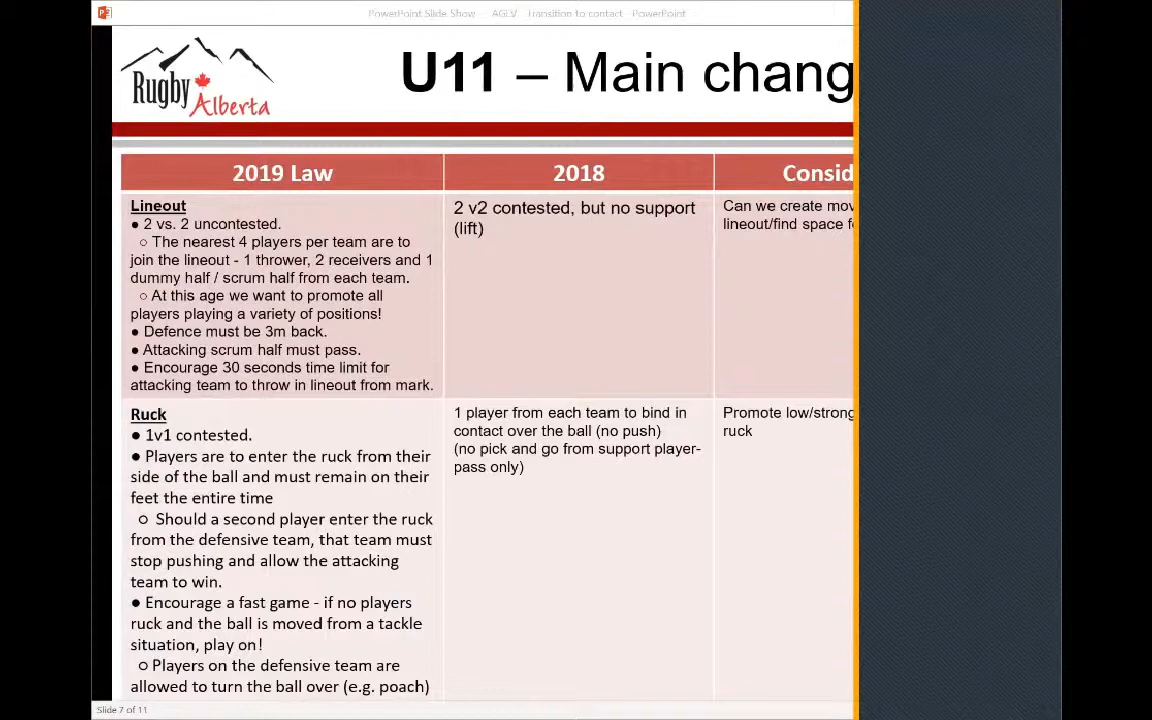 PowerPoint Slide Show - AGLV - Transition to contact - PowerPoint
Rugby
Alberta
U11 – Main chang
2019 Law
2018
Consid
Lineout
● 2 vs. 2 uncontested.
○ The nearest 4 players per team are to
join the lineout - 1 thrower, 2 receivers and 1
dummy half / scrum half from each team.
○ At this age we want to promote all
players playing a variety of positions!
● Defence must be 3m back.
● Attacking scrum half must pass.
● Encourage 30 seconds time limit for
attacking team to throw in lineout from mark.
2 v2 contested, but no support
(lift)
Can we create mov
lineout/find space f
Ruck
● 1v1 contested.
● Players are to enter the ruck from their
side of the ball and must remain on their
feet the entire time
○ Should a second player enter the ruck
from the defensive team, that team must
stop pushing and allow the attacking
team to win.
● Encourage a fast game - if no players
ruck and the ball is moved from a tackle
situation, play on!
○ Players on the defensive team are
allowed to turn the ball over (e.g. poach)
1 player from each team to bind in
contact over the ball (no push)
(no pick and go from support player-
pass only)
Promote low/strong
ruck
Slide 7 of 11